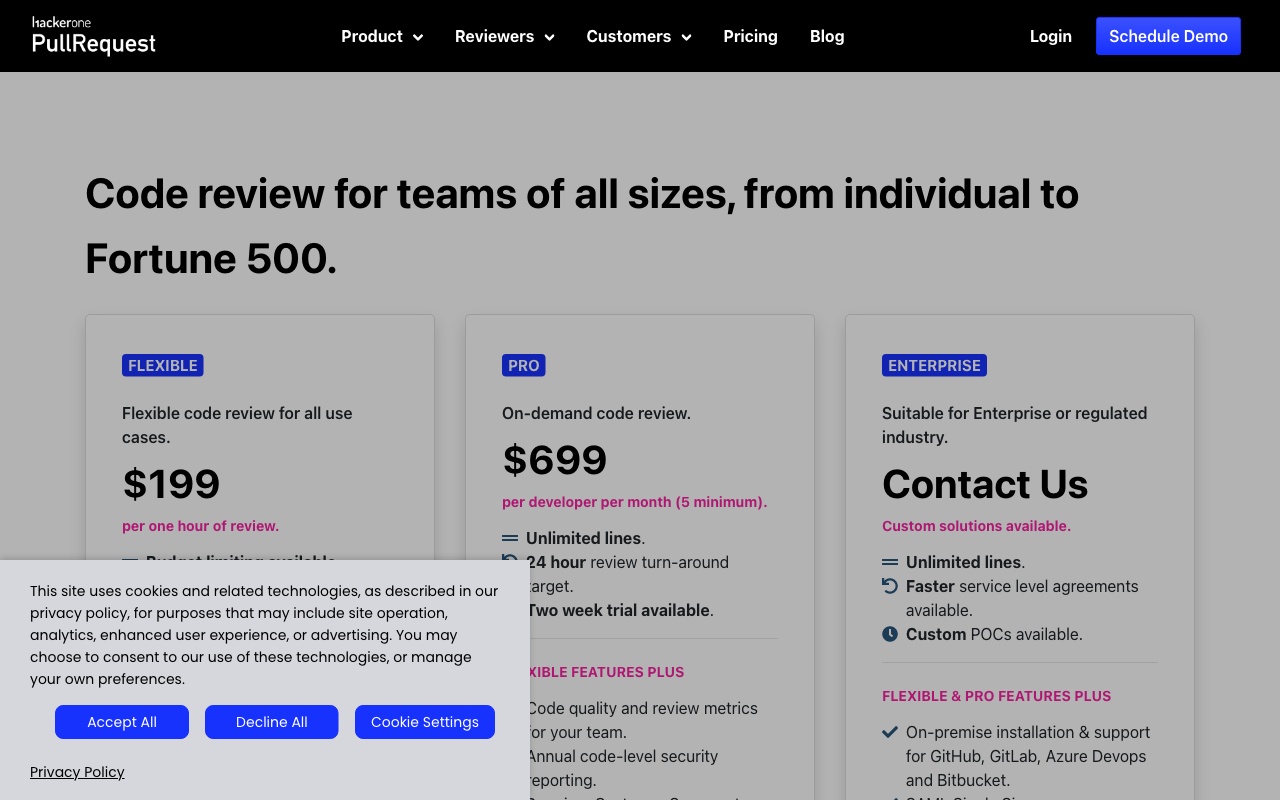 hackerone
PullRequest
Product
Reviewers
Customers
Pricing
Blog
Login
Schedule Demo
Code review for teams of all sizes, from individual to
Fortune 500.
FLEXIBLE
Flexible code review for all use
cases.
$199
per one hour of review.
PRO
On-demand code review.
$699
per developer per month (5 minimum).
Unlimited lines.
24 hour review turn-around
target.
Two week trial available.
XIBLE FEATURES PLUS
Code quality and review metrics
for your team.
Annual code-level security
reporting.
ENTERPRISE
Suitable for Enterprise or regulated
industry.
Contact Us
Custom solutions available.
Unlimited lines.
Faster service level agreements
available.
Custom POCs available.
FLEXIBLE & PRO FEATURES PLUS
On-premise installation & support
for GitHub, GitLab, Azure Devops
and Bitbucket.
This site uses cookies and related technologies, as described in our
privacy policy, for purposes that may include site operation,
analytics, enhanced user experience, or advertising. You may
choose to consent to our use of these technologies, or manage
your own preferences.
Accept All
Decline All
Cookie Settings
Privacy Policy